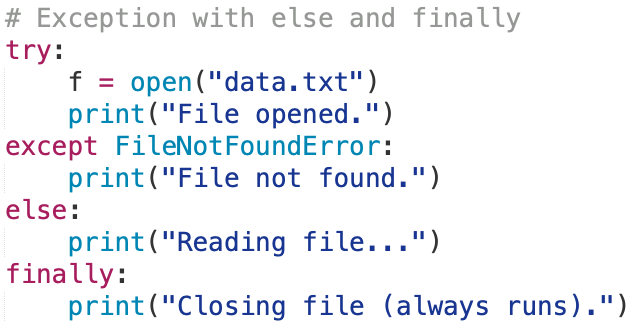 # Exception with else and finally
try:
    f = open("data.txt")
    print("File opened.")
except FileNotFoundError:
    print("File not found.")
else:
    print("Reading file...")
finally:
    print("Closing file (always runs).")